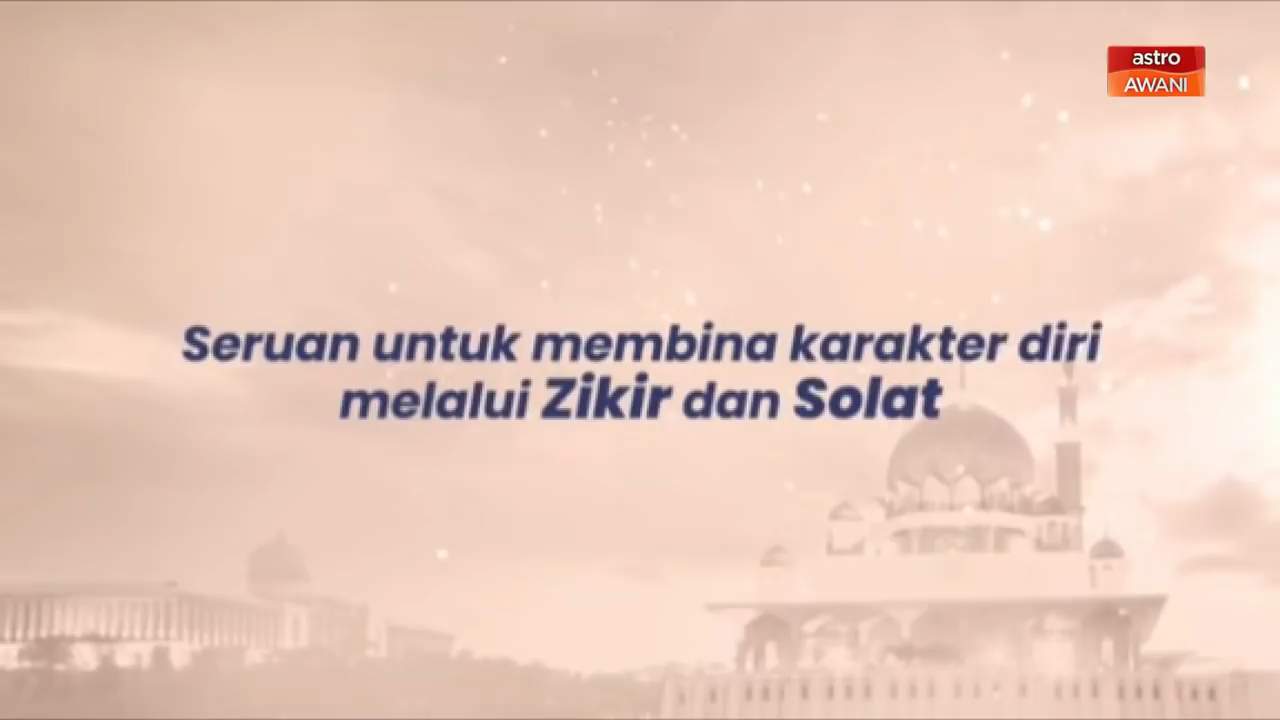 astro
AWANI
Seruan untuk membina karakter diri
melalui Zikir dan Solat